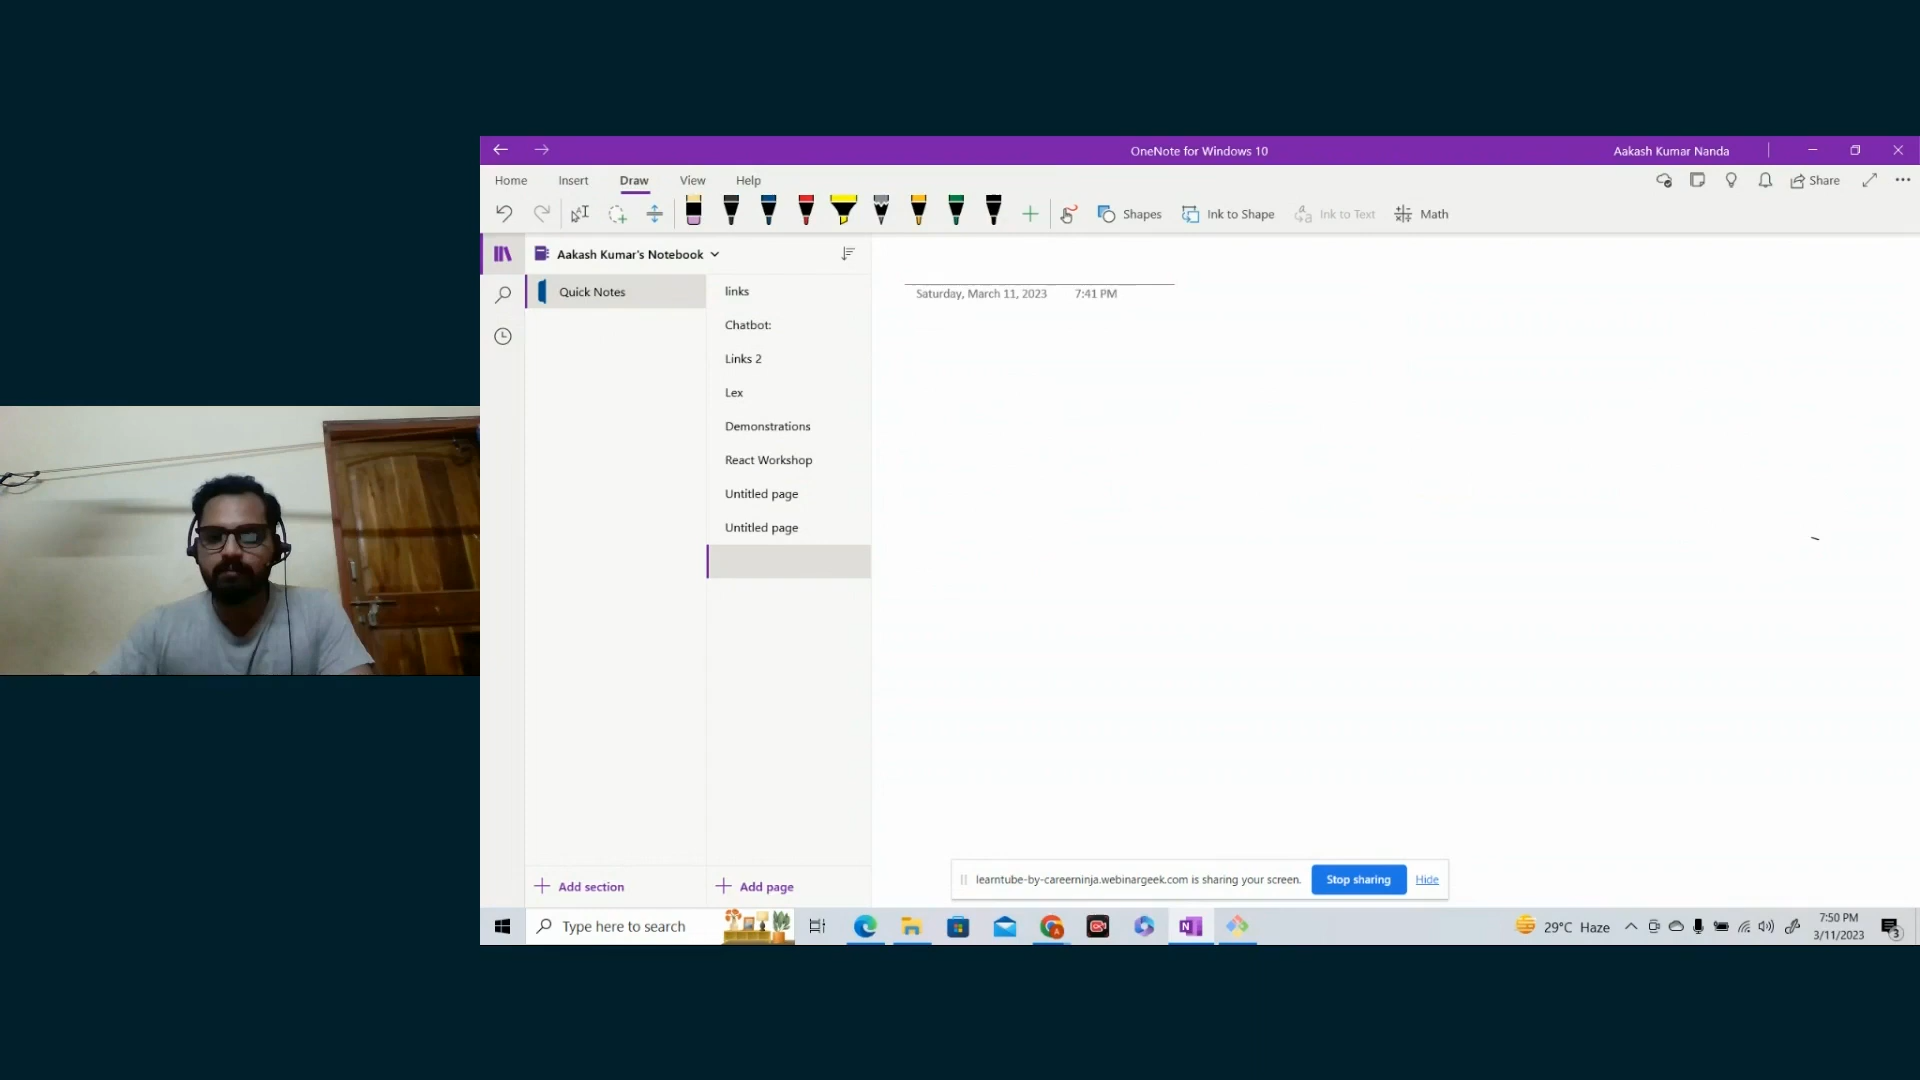 OneNote for Windows 10
Aakash Kumar Nanda
Home
Insert
Draw
View
Help
Share
Shapes
Ink to Shape
Ink to Text
Math
Aakash Kumar's Notebook
Quick Notes
links
Chatbot:
Links 2
Lex
Demonstrations
React Workshop
Untitled page
Untitled page
Saturday, March 11, 2023
7:41 PM
Add section
Add page
learntube-by-careerninja.webinargeek.com is sharing your screen.
Stop sharing
Hide
Type here to search
29°C Haze
7:50 PM
3/11/2023
3